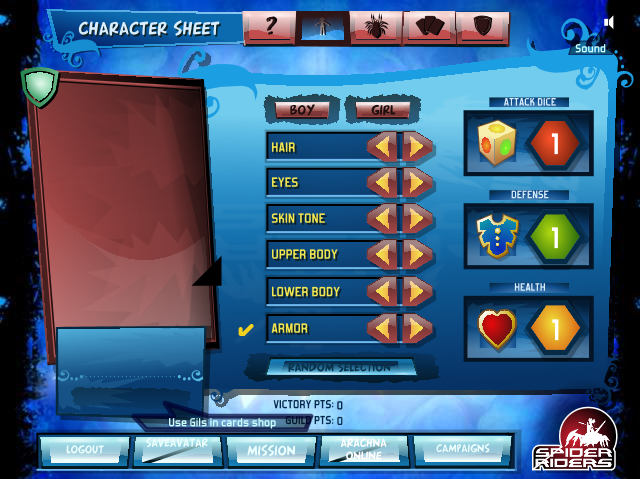 CHARACTER SHEET
?
Sound
BOY GIRL
HAIR
EYES
SKIN TONE
UPPER BODY
LOWER BODY
ARMOR
RANDOM SELECTION
ATTACK DICE
1
DEFENSE
1
HEALTH
1
VICTORY PTS: 0
GUILD PTS: 0
Use Gils in cards shop
LOGOUT
SAVE AVATAR
MISSION
ARACHNA
ONLINE
CAMPAIGNS
SPIDER
RIDERS